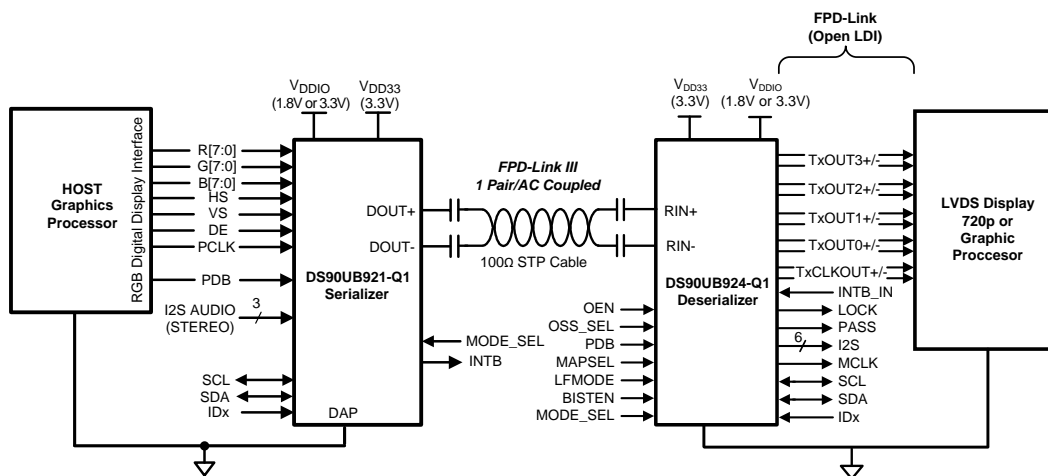 FPD-Link
(Open LDI)
VDDIO
(1.8V or 3.3V)
VDD33
(3.3V)
VDD33
(3.3V)
VDDIO
(1.8V or 3.3V)
HOST
Graphics
Processor
RGB Digital Display Interface
R[7:0]
G[7:0]
B[7:0]
HS
VS
DE
PCLK
PDB
I2S AUDIO
(STEREO)
3
SCL
SDA
IDx
DOUT+
DOUT-
DS90UB921-Q1
Serializer
DAP
MODE_SEL
INTB
FPD-Link III
1 Pair/AC Coupled
100Ω STP Cable
RIN+
RIN-
DS90UB924-Q1
Deserializer
OEN
OSS_SEL
PDB
MAPSEL
LFMODE
BISTEN
MODE_SEL
TxOUT3+/-
TxOUT2+/-
TxOUT1+/-
TxOUT0+/-
TxCLKOUT+/-
INTB_IN
LOCK
PASS
6
I2S
MCLK
SCL
SDA
IDx
LVDS Display
720p or
Graphic
Proccesor